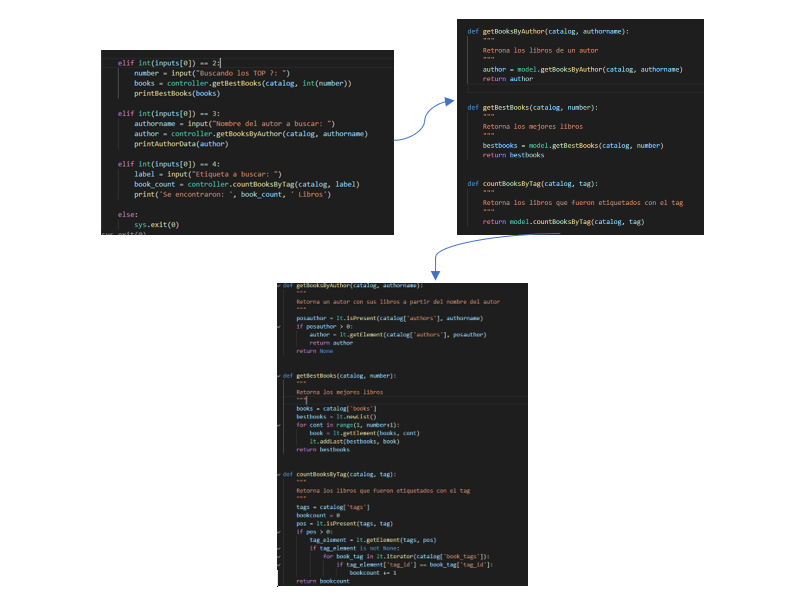 elif int(inputs[0]) == 2:
number = input("Buscando los TOP ?: ")
books = controller.getBestBooks(catalog, int(number))
printBestBooks(books)
elif int(inputs[0]) == 3:
authorname = input("Nombre del autor a buscar: ")
author = controller.getBooksByAuthor(catalog, authorname)
printAuthorData(author)
elif int(inputs[0]) == 4:
label = input("Etiqueta a buscar: ")
book_count = controller.countBooksByTag(catalog, label)
print('Se encontraron: ', book_count, ' Libros')
else:
sys.exit(0)
sys.exit(0)
def getBooksByAuthor(catalog, authorname):
"""
Retrona los libros de un autor
"""
author = model.getBooksByAuthor(catalog, authorname)
return author
def getBestBooks(catalog, number):
"""
Retorna los mejores libros
"""
bestbooks = model.getBestBooks(catalog, number)
return bestbooks
def countBooksByTag(catalog, tag):
"""
Retorna los libros que fueron etiquetados con el tag
"""
return model.countBooksByTag(catalog, tag)
def getBooksByAuthor(catalog, authorname):
"""
Retorna un autor con sus libros a partir del nombre del autor
"""
posauthor = lt.isPresent(catalog['authors'], authorname)
if posauthor > 0:
author = lt.getElement(catalog['authors'], posauthor)
return author
return None
def getBestBooks(catalog, number):
"""
Retorna los mejores libros
"""
books = catalog['books']
bestbooks = lt.newList()
for cont in range(1, number+1):
book = lt.getElement(books, cont)
lt.addLast(bestbooks, book)
return bestbooks
def countBooksByTag(catalog, tag):
"""
Retorna los libros que fueron etiquetados con el tag
"""
tags = catalog['tags']
bookcount = 0
pos = lt.isPresent(tags, tag)
if pos > 0:
tag_element = lt.getElement(tags, pos)
if tag_element is not None:
for book_tag in lt.iterator(catalog['book_tags']):
if tag_element['tag_id'] == book_tag['tag_id']:
bookcount += 1
return bookcount